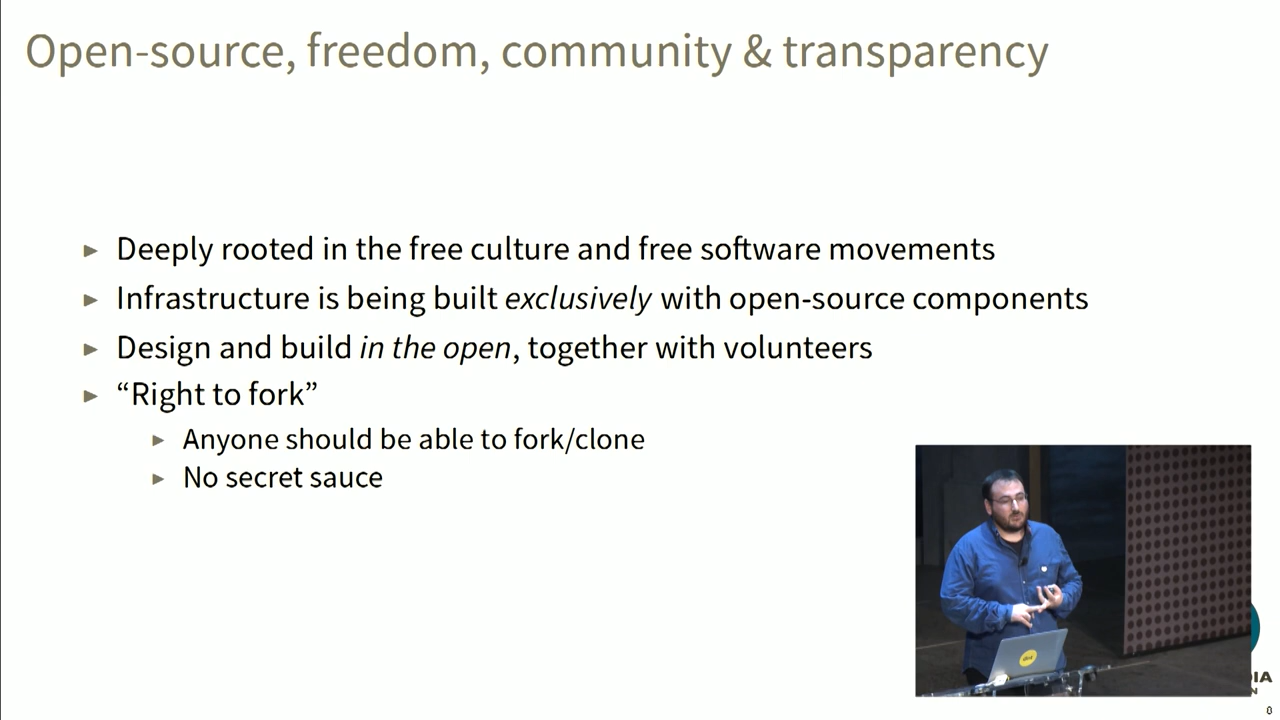 Open-source, freedom, community & transparency
Deeply rooted in the free culture and free software movements
Infrastructure is being built exclusively with open-source components
Design and build in the open, together with volunteers
“Right to fork”
Anyone should be able to fork/clone
No secret sauce
DIA
N
0